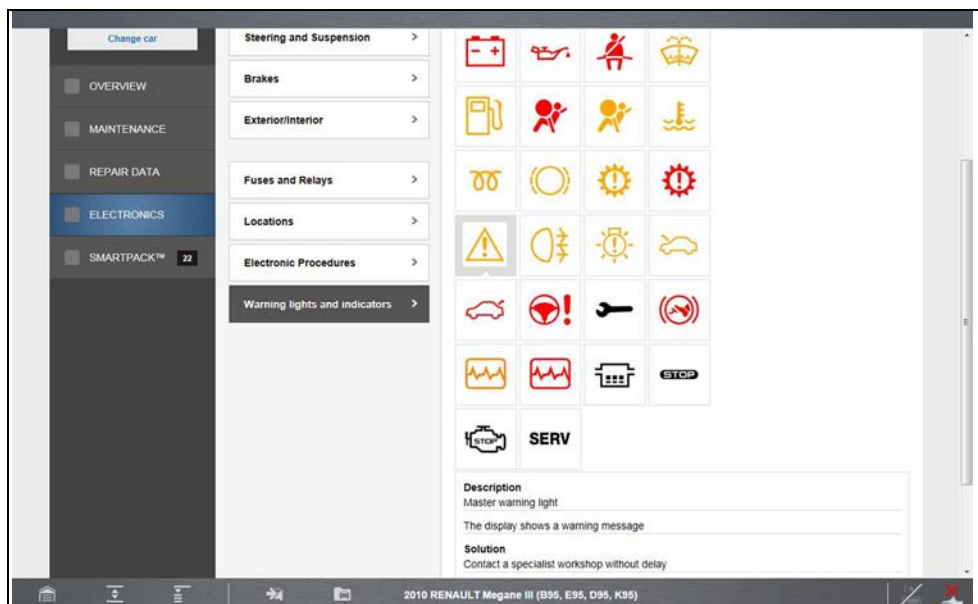 Change car
OVERVIEW
MAINTENANCE
REPAIR DATA
ELECTRONICS
SMARTPACK™ 22
Steering and Suspension
Brakes
Exterior/Interior
Fuses and Relays
Locations
Electronic Procedures
Warning lights and indicators
STOP
STOP
SERV
Description
Master warning light
The display shows a warning message
Solution
Contact a specialist workshop without delay
2010 RENAULT Megane III (B95, E95, D95, K95)